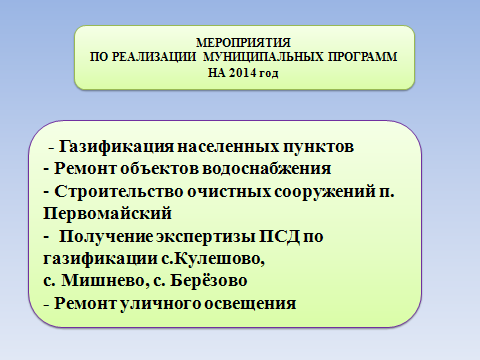 МЕРОПРИЯТИЯ
ПО РЕАЛИЗАЦИИ МУНИЦИПАЛЬНЫХ ПРОГРАММ
НА 2014 год
- Газификация населенных пунктов
- Ремонт объектов водоснабжения
- Строительство очистных сооружений п.
Первомайский
- Получение экспертизы ПСД по
газификации с.Кулешово,
с. Мишнево, с. Берёзово
- Ремонт уличного освещения